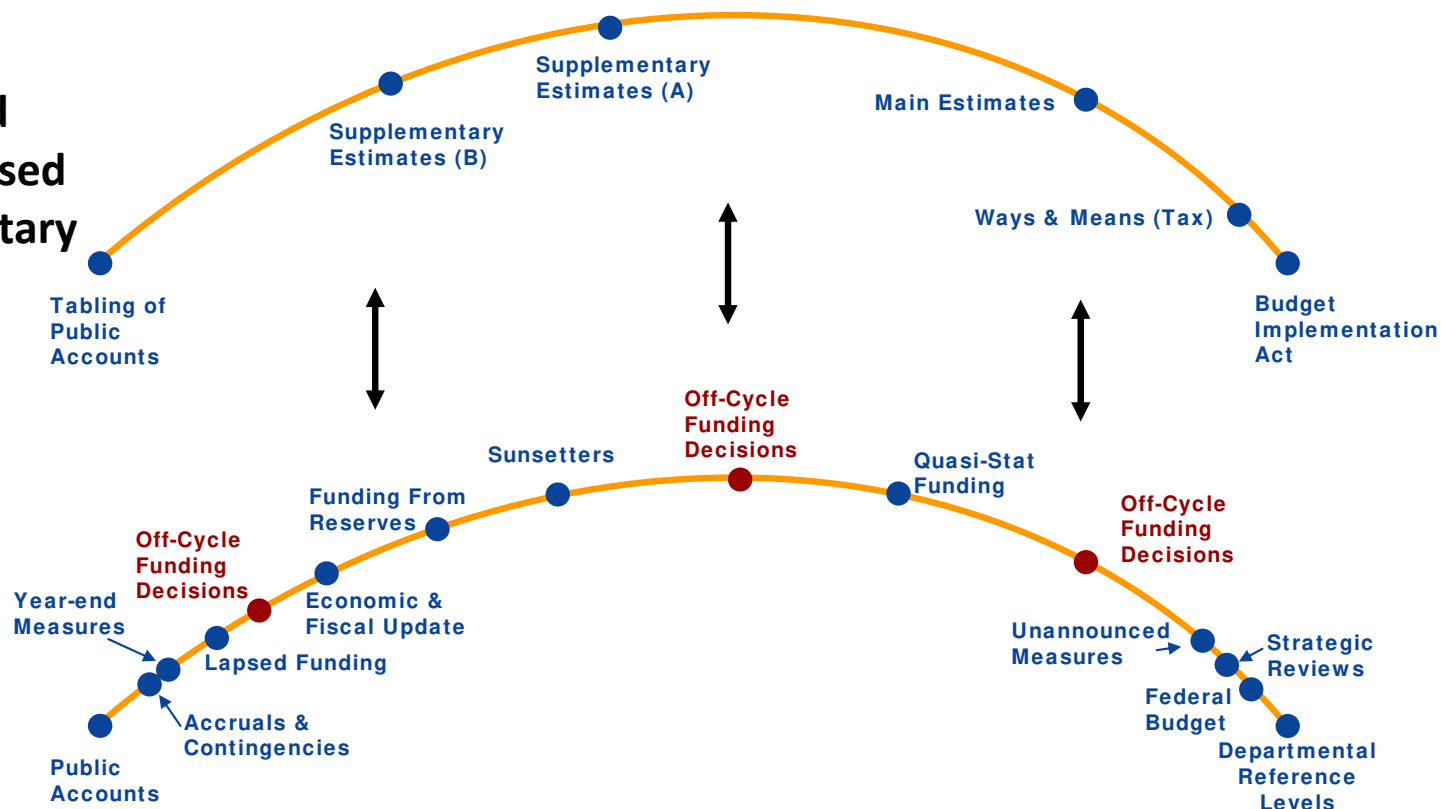 Supplementary
Estimates (A)
Main Estimates
Supplementary
Estimates (B)
Ways & Means (Tax)
Tabling of
Public
Accounts
Budget
Implementation
Act
Off-Cycle
Funding
Decisions
Sunsetters
Quasi-Stat
Funding
Funding From
Reserves
Off-Cycle
Funding
Decisions
Off-Cycle
Funding
Decisions
Year-end
Measures
Economic &
Fiscal Update
Lapsed Funding
Unannounced
Measures
Strategic
Reviews
Federal
Budget
Accruals &
Contingencies
Public
Accounts
Departmental
Reference
Levels